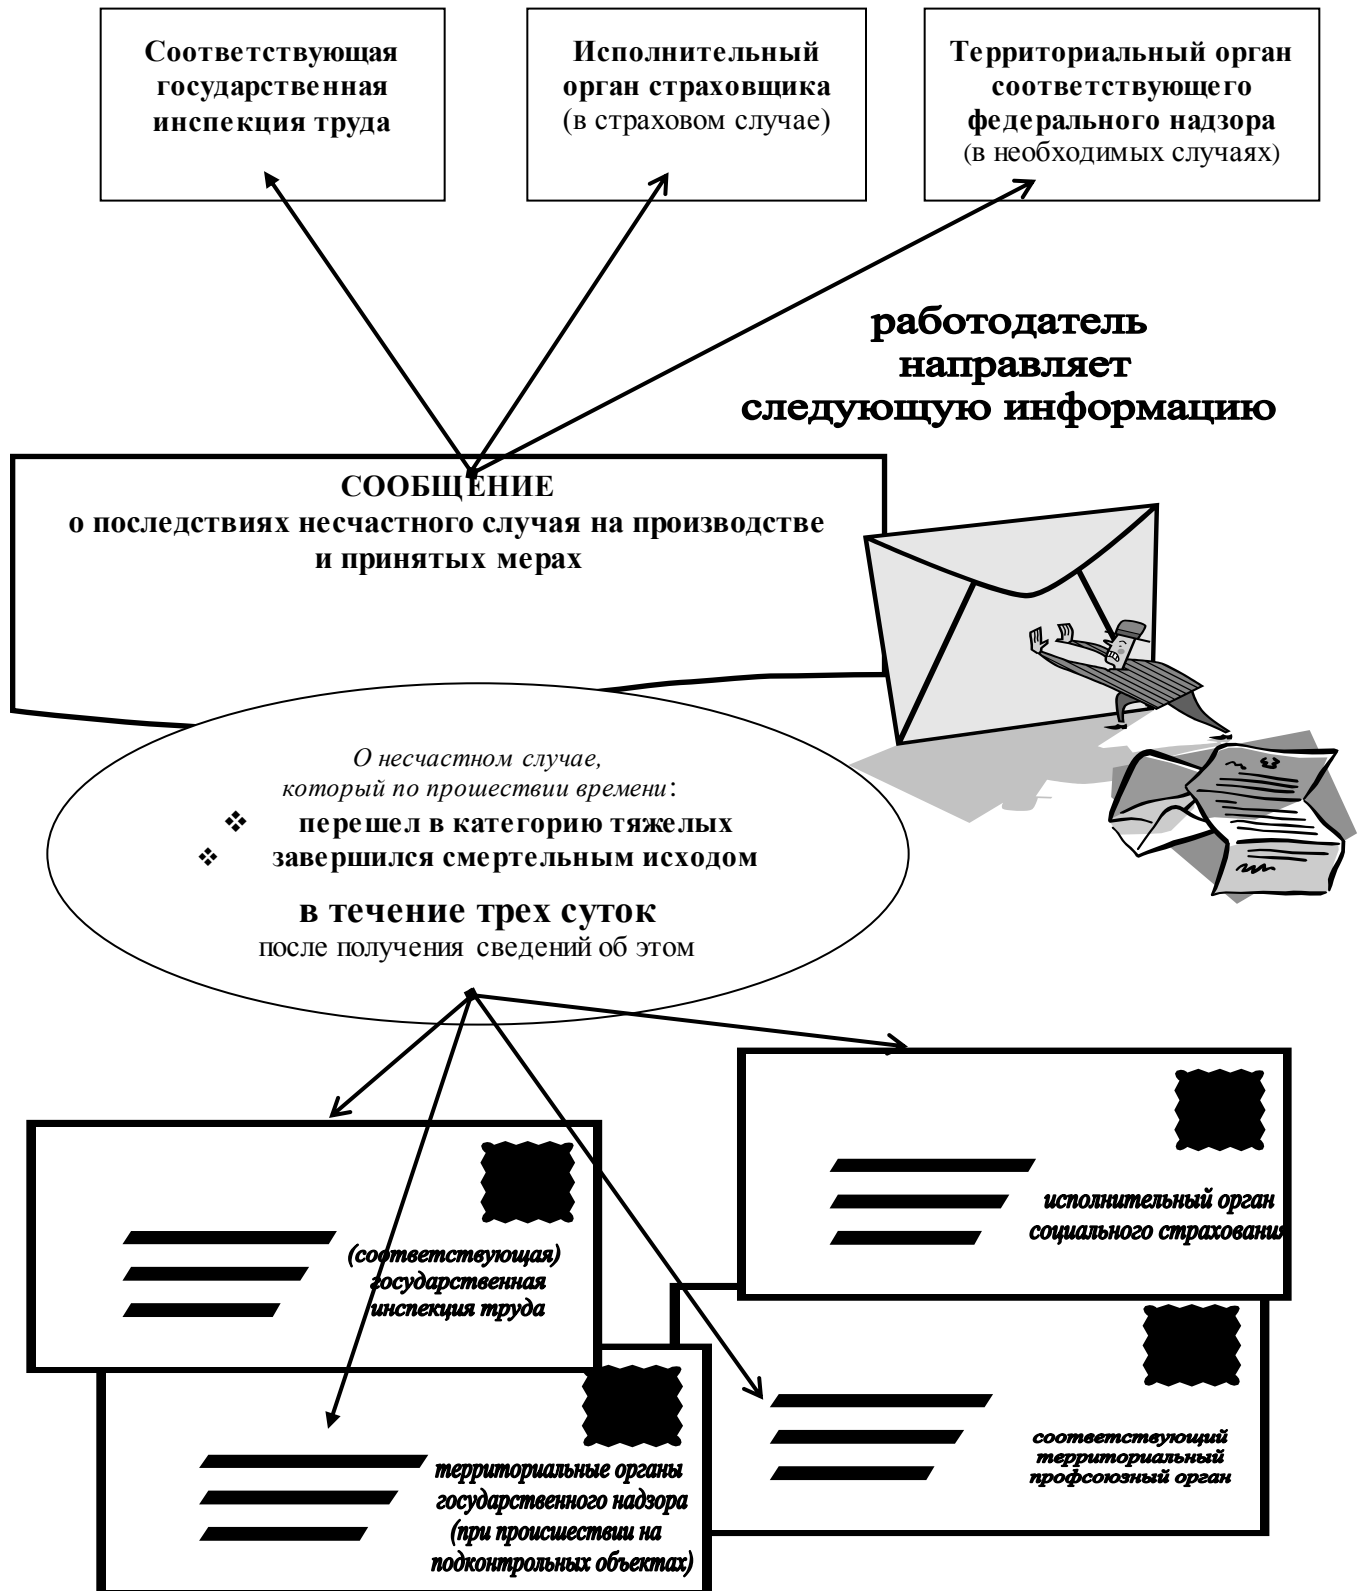 Соответствующая
государственная
инспекция труда
Исполнительный
орган страховщика
(в страховом случае)
Территориальный орган
соответствующего
федерального надзора
(в необходимых случаях)
работодатель
направляет
следующую информацию
СООБЩЕНИЕ
о последствиях несчастного случая на производстве
и принятых мерах
О несчастном случае,
который по прошествии времени:
❖ перешел в категорию тяжелых
❖ завершился смертельным исходом
в течение трех суток
после получения сведений об этом
исполнительный орган
социального страхования
(соответствующая)
государственная
инспекция труда
соответствующий
территориальный
профсоюзный орган
территориальные органы
государственного надзора
(при происшествии на
подконтрольных объектах)